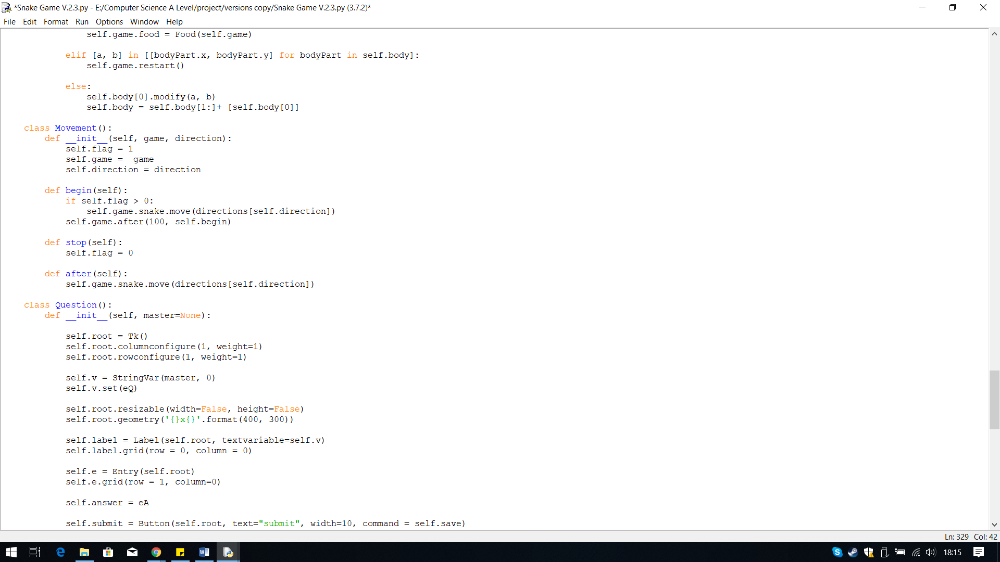 *Snake Game V.2.3.py - E:/Computer Science A Level/project/versions copy/Snake Game V.2.3.py (3.7.2)*
File Edit Format Run Options Window Help
            self.game.food = Food(self.game)

        elif [a, b] in [[bodyPart.x, bodyPart.y] for bodyPart in self.body]:
            self.game.restart()

        else:
            self.body[0].modify(a, b)
            self.body = self.body[1:]+ [self.body[0]]

class Movement():
    def __init__(self, game, direction):
        self.flag = 1
        self.game =  game
        self.direction = direction

    def begin(self):
        if self.flag > 0:
            self.game.snake.move(directions[self.direction])
        self.game.after(100, self.begin)

    def stop(self):
        self.flag = 0

    def after(self):
        self.game.snake.move(directions[self.direction])

class Question():
    def __init__(self, master=None):

        self.root = Tk()
        self.root.columnconfigure(1, weight=1)
        self.root.rowconfigure(1, weight=1)

        self.v = StringVar(master, 0)
        self.v.set(eQ)

        self.root.resizable(width=False, height=False)
        self.root.geometry('{}x{}'.format(400, 300))

        self.label = Label(self.root, textvariable=self.v)
        self.label.grid(row = 0, column = 0)

        self.e = Entry(self.root)
        self.e.grid(row = 1, column=0)

        self.answer = eA

        self.submit = Button(self.root, text="submit", width=10, command = self.save)
Ln: 329 Col: 42
18:15